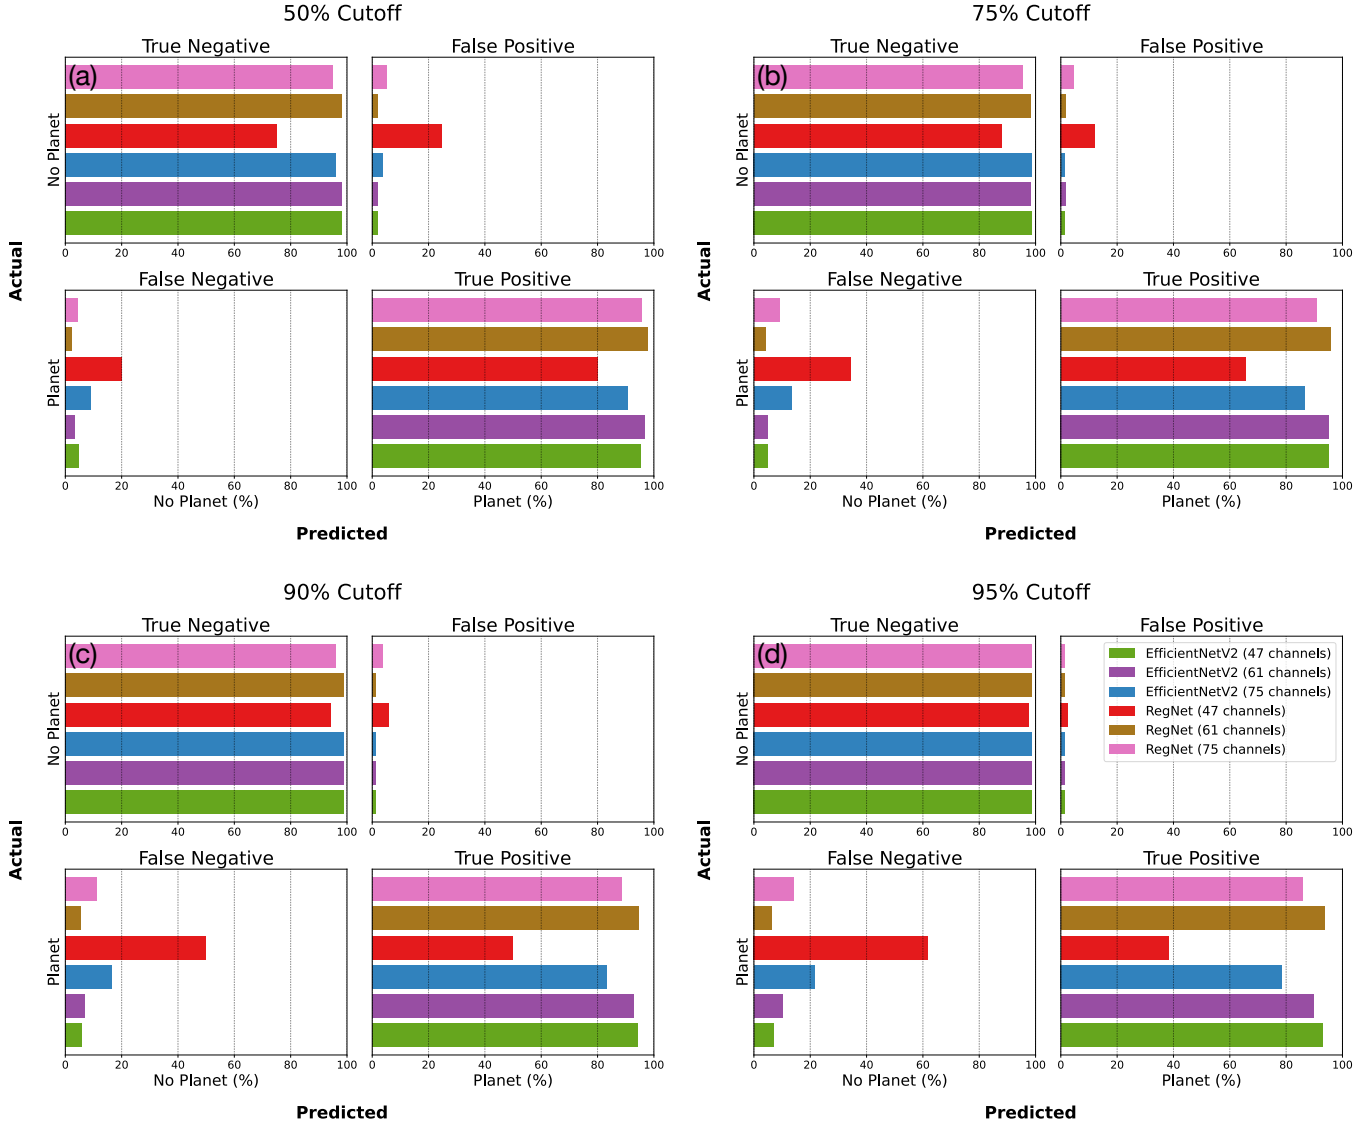 50% Cutoff
True Negative
False Positive
(a)
No Planet
0 20 40 60 80 100
0 20 40 60 80 100
Actual
False Negative
True Positive
Planet
0 20 40 60 80 100
0 20 40 60 80 100
No Planet (%)
Planet (%)
Predicted
75% Cutoff
True Negative
False Positive
(b)
No Planet
0 20 40 60 80 100
0 20 40 60 80 100
Actual
False Negative
True Positive
Planet
0 20 40 60 80 100
0 20 40 60 80 100
No Planet (%)
Planet (%)
Predicted
90% Cutoff
True Negative
False Positive
(c)
No Planet
0 20 40 60 80 100
0 20 40 60 80 100
Actual
False Negative
True Positive
Planet
0 20 40 60 80 100
0 20 40 60 80 100
No Planet (%)
Planet (%)
Predicted
95% Cutoff
True Negative
False Positive
(d)
No Planet
EfficientNetV2 (47 channels)
EfficientNetV2 (61 channels)
EfficientNetV2 (75 channels)
RegNet (47 channels)
RegNet (61 channels)
RegNet (75 channels)
0 20 40 60 80 100
0 20 40 60 80 100
Actual
False Negative
True Positive
Planet
0 20 40 60 80 100
0 20 40 60 80 100
No Planet (%)
Planet (%)
Predicted